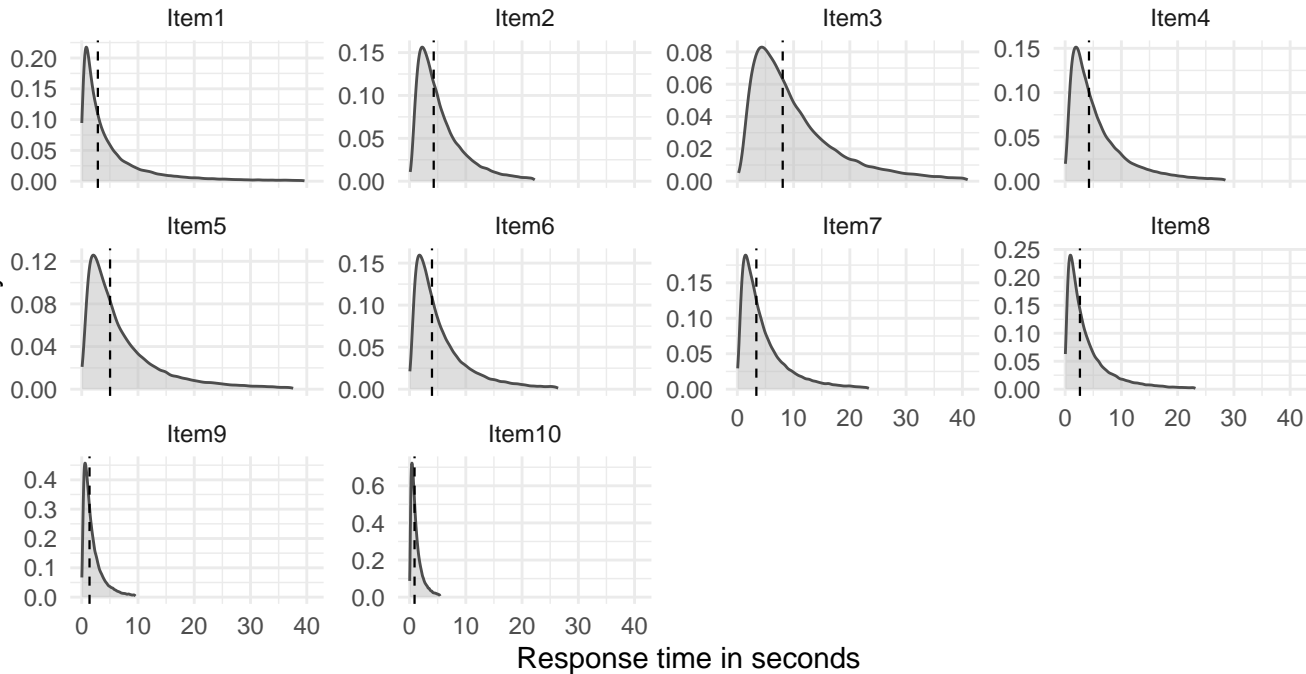 Item1 Item2 Item3 Item4
0.20 0.15 0.08 0.15
0.15 0.10 0.06 0.10
0.10 0.05 0.04 0.05
0.05 0.00 0.02 0.00
0.00 0.00
Item5 Item6 Item7 Item8
0.12 0.15 0.15 0.25
0.08 0.10 0.10 0.20
0.04 0.05 0.05 0.15
0.00 0.00 0.00 0.10
0.05
0.00
0 10 20 30 40 0 10 20 30 40
Item9 Item10
0.4 0.6
0.3 0.4
0.2 0.2
0.1 0.0
0.0
0 10 20 30 40 0 10 20 30 40
Response time in seconds